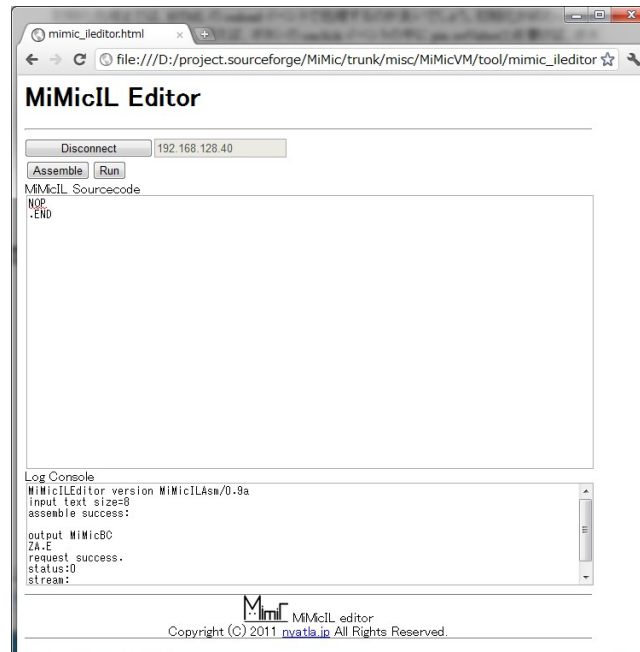 mimic_ileditor.html
file:///D:/project.sourceforge/MiMic/trunk/misc/MiMicVM/tool/mimic_ileditor
MiMicIL Editor
Disconnect 192.168.128.40
Assemble Run
MiMicIL Sourcecode
NOP
.END
Log Console
MiMicILEditor version MiMicILAsm/0.9a
input text size=8
assemble success:
output MiMicBC
ZA.E
request success.
status:0
stream:
Mimic MiMicIL editor
Copyright (C) 2011 nyatla.jp All Rights Reserved.